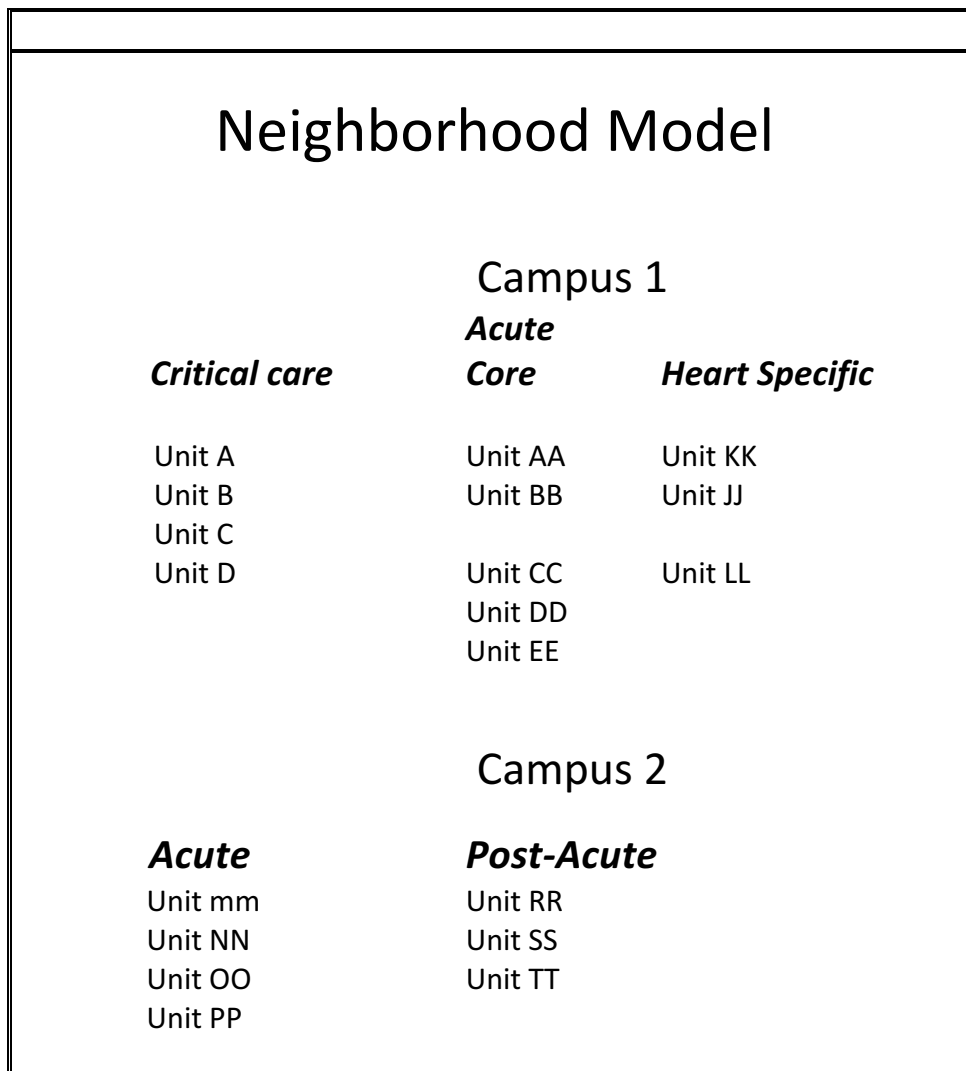 Neighborhood Model
Campus 1
Acute
Critical care Core Heart Specific
Unit A Unit AA Unit KK
Unit B Unit BB Unit JJ
Unit C
Unit D Unit CC Unit LL
Unit DD
Unit EE
Campus 2
Acute Post-Acute
Unit mm Unit RR
Unit NN Unit SS
Unit OO Unit TT
Unit PP